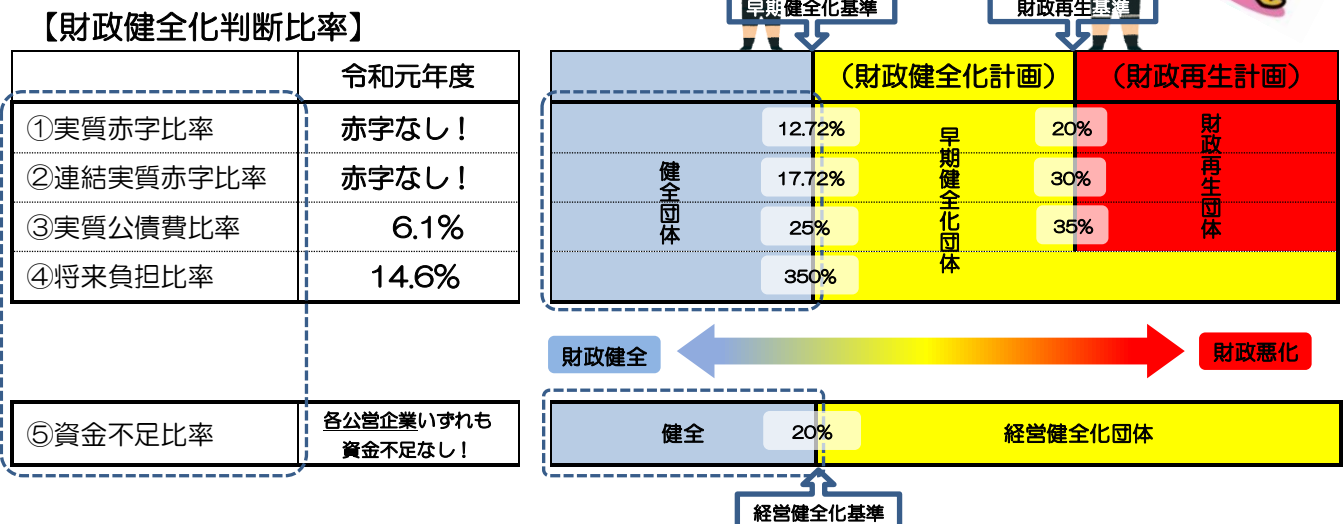 【財政健全化判断比率】
早期健全化基準
財政再生基準
令和元年度
(財政健全化計画)
(財政再生計画)
①実質赤字比率
赤字なし!
12.72%
20%
②連結実質赤字比率
赤字なし!
17.72%
30%
③実質公債費比率
6.1%
25%
35%
④将来負担比率
14.6%
350%
健全団体
早期健全化団体
財政再生団体
財政健全
財政悪化
⑤資金不足比率
各公営企業いずれも
資金不足なし!
健全
20%
経営健全化団体
経営健全化基準